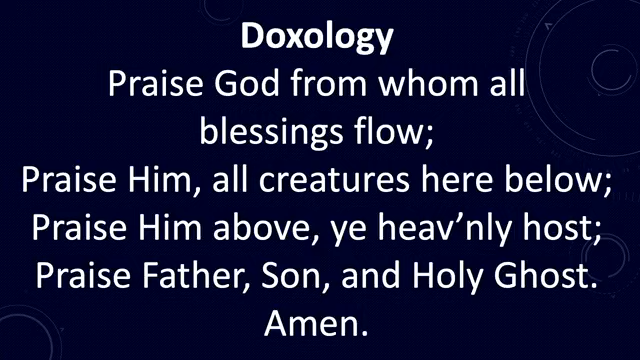 Doxology
Praise God from whom all
blessings flow;
Praise Him, all creatures here below;
Praise Him above, ye heav’nly host;
Praise Father, Son, and Holy Ghost.
Amen.